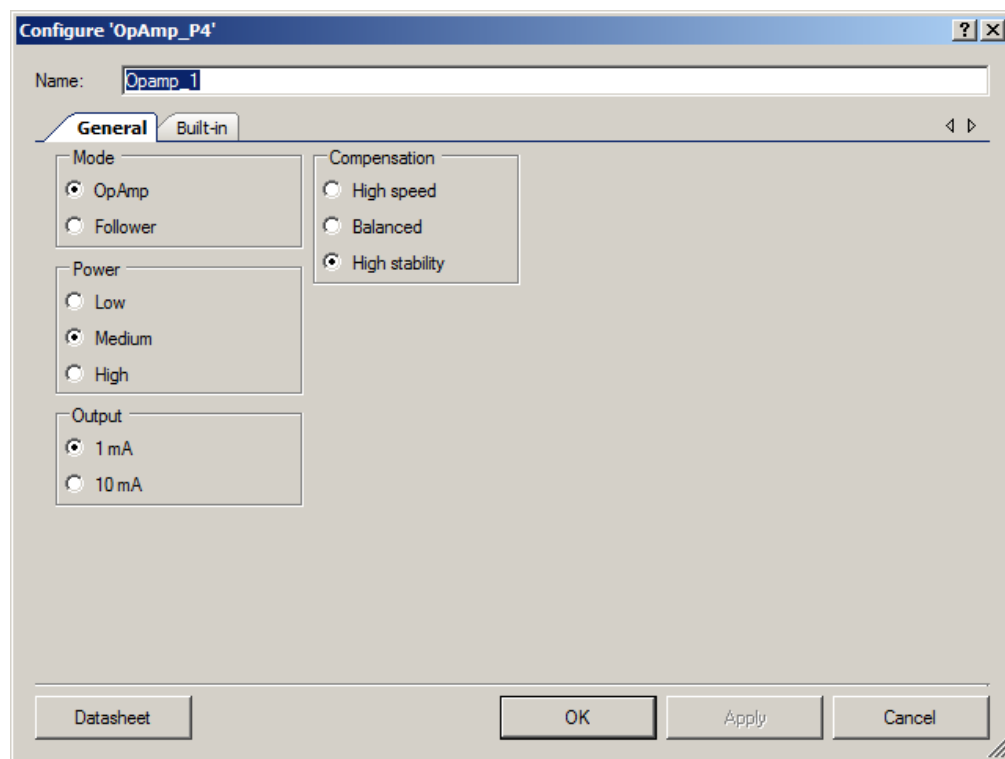 Configure 'OpAmp_P4'
Name: Opamp_1
General Built-in
Mode
OpAmp
Follower
Power
Low
Medium
High
Output
1 mA
10 mA
Compensation
High speed
Balanced
High stability
Datasheet OK Apply Cancel